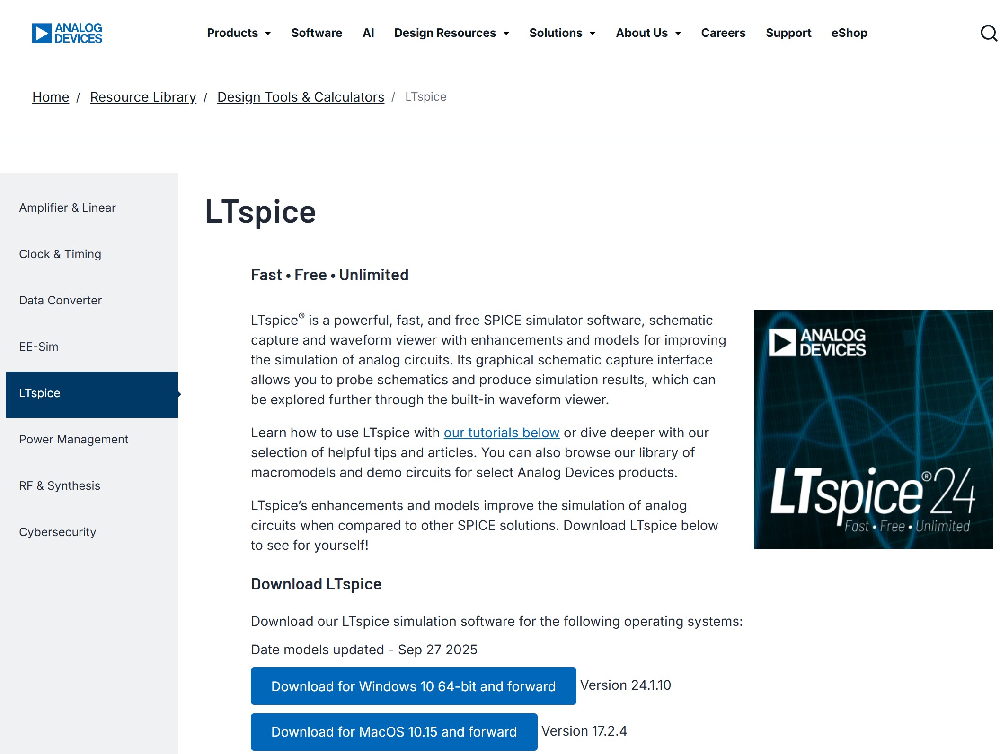 ANALOG
DEVICES
Products Software AI Design Resources Solutions About Us Careers Support eShop
Home / Resource Library / Design Tools & Calculators / LTspice
Amplifier & Linear
Clock & Timing
Data Converter
EE-Sim
LTspice
Power Management
RF & Synthesis
Cybersecurity
LTspice
Fast • Free • Unlimited
LTspice® is a powerful, fast, and free SPICE simulator software, schematic
capture and waveform viewer with enhancements and models for improving
the simulation of analog circuits. Its graphical schematic capture interface
allows you to probe schematics and produce simulation results, which can
be explored further through the built-in waveform viewer.
Learn how to use LTspice with our tutorials below or dive deeper with our
selection of helpful tips and articles. You can also browse our library of
macromodels and demo circuits for select Analog Devices products.
LTspice’s enhancements and models improve the simulation of analog
circuits when compared to other SPICE solutions. Download LTspice below
to see for yourself!
ANALOG
DEVICES
LTspice®24
Fast • Free • Unlimited
Download LTspice
Download our LTspice simulation software for the following operating systems:
Date models updated - Sep 27 2025
Download for Windows 10 64-bit and forward Version 24.1.10
Download for MacOS 10.15 and forward Version 17.2.4